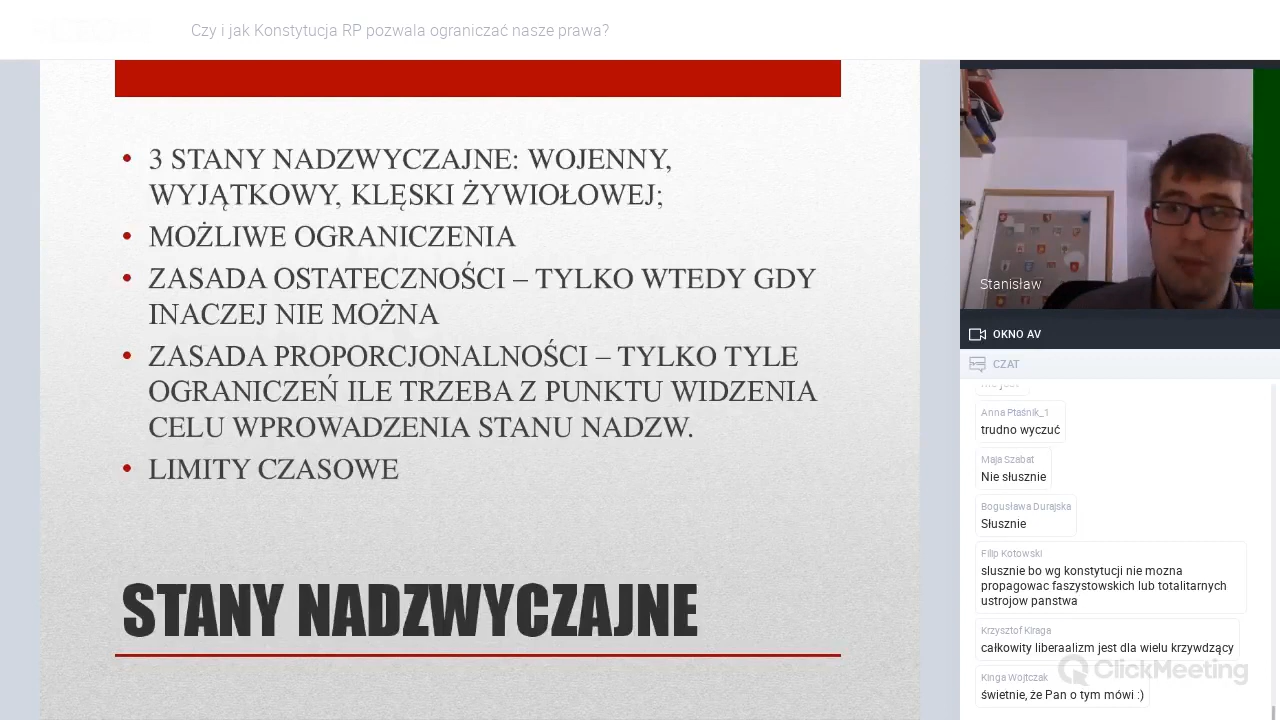 Czy i jak Konstytucja RP pozwala ograniczać nasze prawa?
• 3 STANY NADZWYCZAJNE: WOJENNY,
WYJĄTKOWY, KLĘSKI ŻYWIOŁOWEJ;
• MOŻLIWE OGRANICZENIA
• ZASADA OSTATECZNOŚCI – TYLKO WTEDY GDY
INACZEJ NIE MOŻNA
• ZASADA PROPORCJONALNOŚCI – TYLKO TYLE
OGRANICZEŃ ILE TRZEBA Z PUNKTU WIDZENIA
CELU WPROWADZENIA STANU NADZW.
• LIMITY CZASOWE
STANY NADZWYCZAJNE
Stanisław
OKNO AV
CZAT
Anna Ptaśnik_1
trudno wyczuć
Maja Szabat
Nie słusznie
Bogusława Durajska
Słusznie
Filip Kotowski
slusznie bo wg konstytucji nie mozna
propagowac faszystowskich lub totalitarnych
ustrojow panstwa
Krzysztof Kiraga
całkowity liberaalizm jest dla wielu krzywdzący
Kinga Wojtczak
świetnie, że Pan o tym mówi :)
ClickMeeting